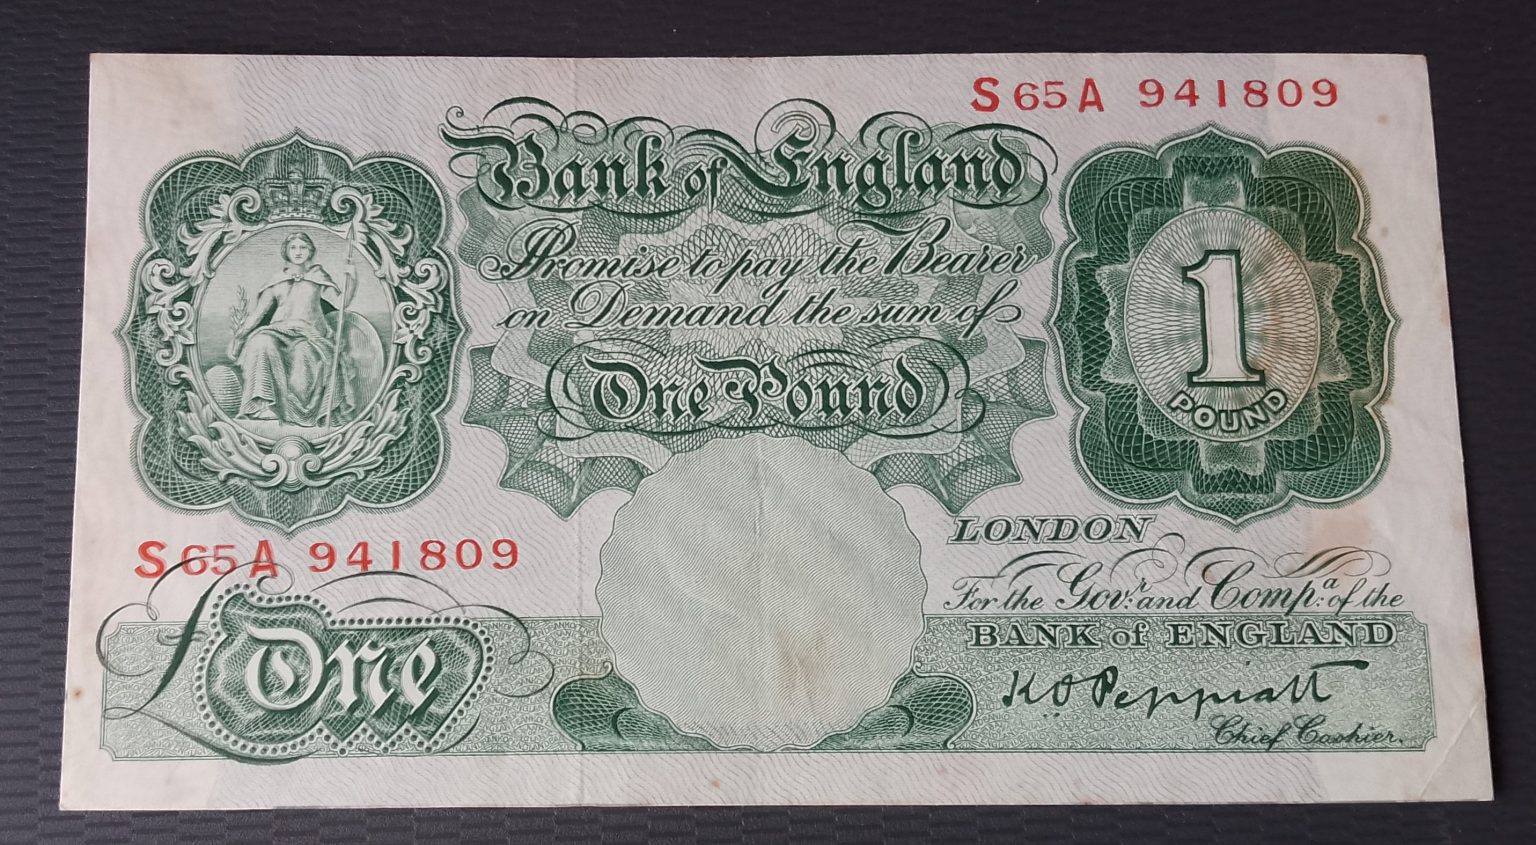 S65A 941809
Bank of England
Promise to pay the Bearer
on Demand the sum of
One Pound
1
POUND
S65A 941809
£One
LONDON
For the Govr. and Compa. of the
BANK of ENGLAND
K O Peppiatt
Chief Cashier.